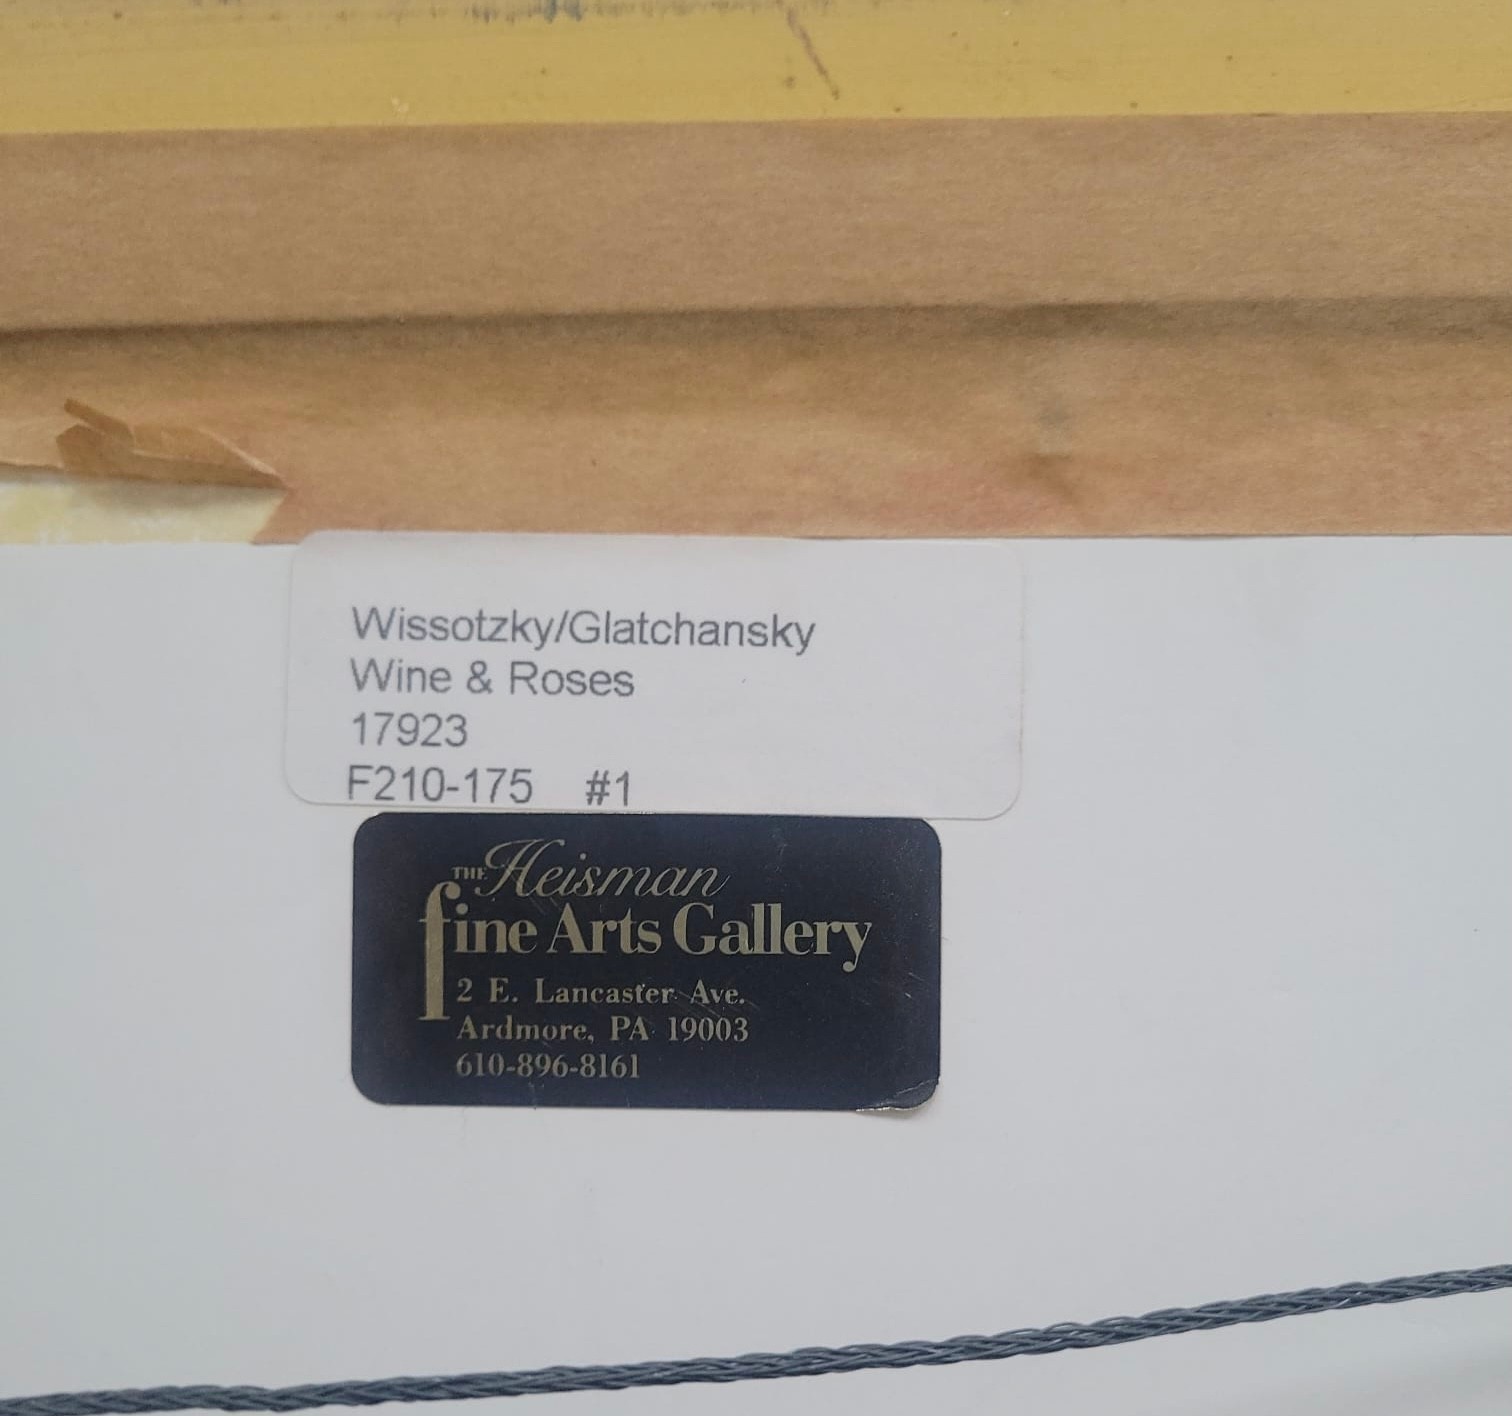 Wissotzky/Glatchansky
Wine & Roses
17923
F210-175 #1
THE Heisman
fine Arts Gallery
2 E. Lancaster Ave.
Ardmore, PA 19003
610-896-8161